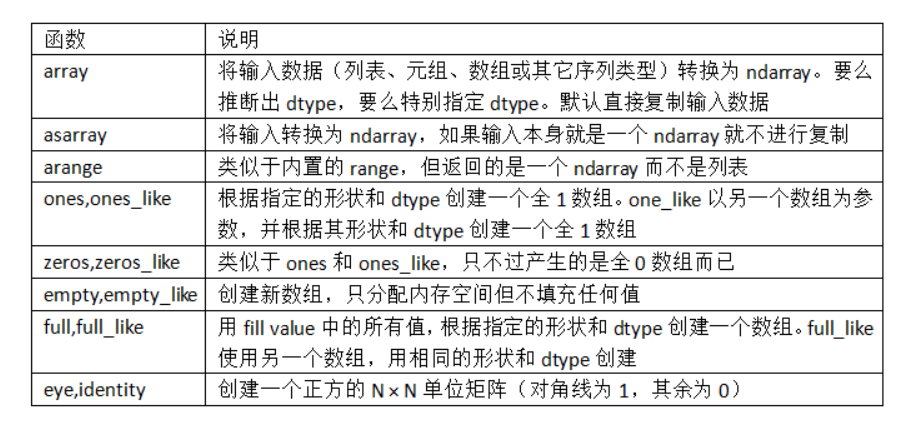 函数 说明
array 将输入数据（列表、元组、数组或其它序列类型）转换为 ndarray。要么
推断出 dtype，要么特别指定 dtype。默认直接复制输入数据
asarray 将输入转换为 ndarray，如果输入本身就是一个 ndarray 就不进行复制
arange 类似于内置的 range，但返回的是一个 ndarray 而不是列表
ones,ones_like 根据指定的形状和 dtype 创建一个全 1 数组。one_like 以另一个数组为参
数，并根据其形状和 dtype 创建一个全 1 数组
zeros,zeros_like 类似于 ones 和 ones_like，只不过产生的是全 0 数组而已
empty,empty_like 创建新数组，只分配内存空间但不填充任何值
full,full_like 用 fill value 中的所有值，根据指定的形状和 dtype 创建一个数组。full_like
使用另一个数组，用相同的形状和 dtype 创建
eye,identity 创建一个正方的 N×N 单位矩阵（对角线为 1，其余为 0）